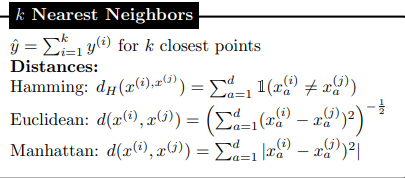 k Nearest Neighbors
ŷ = ∑_{i=1}^{k} y^{(i)} for k closest points
Distances:
Hamming: d_H(x^{(i),x^{(j)}}) = ∑_{a=1}^{d} 𝟙(x_a^{(i)} ≠ x_a^{(j)})
Euclidean: d(x^{(i)}, x^{(j)}) = (∑_{a=1}^{d} (x_a^{(i)} − x_a^{(j)})^2)^{−1/2}
Manhattan: d(x^{(i)}, x^{(j)}) = ∑_{a=1}^{d} |x_a^{(i)} − x_a^{(j)})^2|